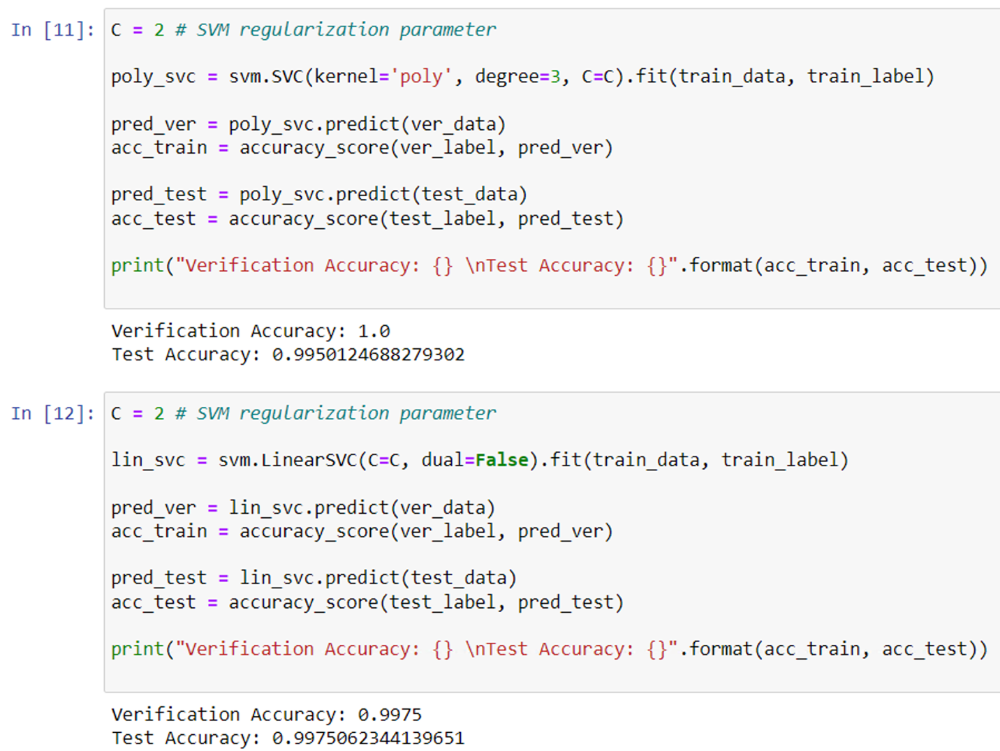 In [11]: C = 2 # SVM regularization parameter
poly_svc = svm.SVC(kernel='poly', degree=3, C=C).fit(train_data, train_label)
pred_ver = poly_svc.predict(ver_data)
acc_train = accuracy_score(ver_label, pred_ver)
pred_test = poly_svc.predict(test_data)
acc_test = accuracy_score(test_label, pred_test)
print("Verification Accuracy: {} \nTest Accuracy: {}".format(acc_train, acc_test))
Verification Accuracy: 1.0
Test Accuracy: 0.9950124688279302
In [12]: C = 2 # SVM regularization parameter
lin_svc = svm.LinearSVC(C=C, dual=False).fit(train_data, train_label)
pred_ver = lin_svc.predict(ver_data)
acc_train = accuracy_score(ver_label, pred_ver)
pred_test = lin_svc.predict(test_data)
acc_test = accuracy_score(test_label, pred_test)
print("Verification Accuracy: {} \nTest Accuracy: {}".format(acc_train, acc_test))
Verification Accuracy: 0.9975
Test Accuracy: 0.9975062344139651